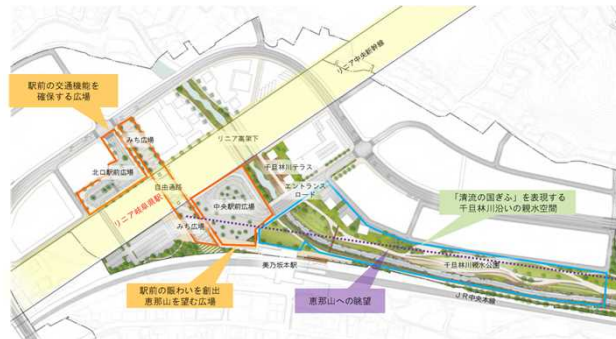 リニア中央新幹線
駅前の交通機能を
確保する広場
みち広場
北口駅前広場
リニア高架下
自由通路
リニア岐阜県駅
千旦林川テラス
エントランス
ロード
中央駅前広場
みち広場
「清流の国ぎふ」を表現する
千旦林川沿いの親水空間
美乃坂本駅
千旦林川親水公園
駅前の賑わいを創出
恵那山を望む広場
恵那山への眺望
JR中央本線